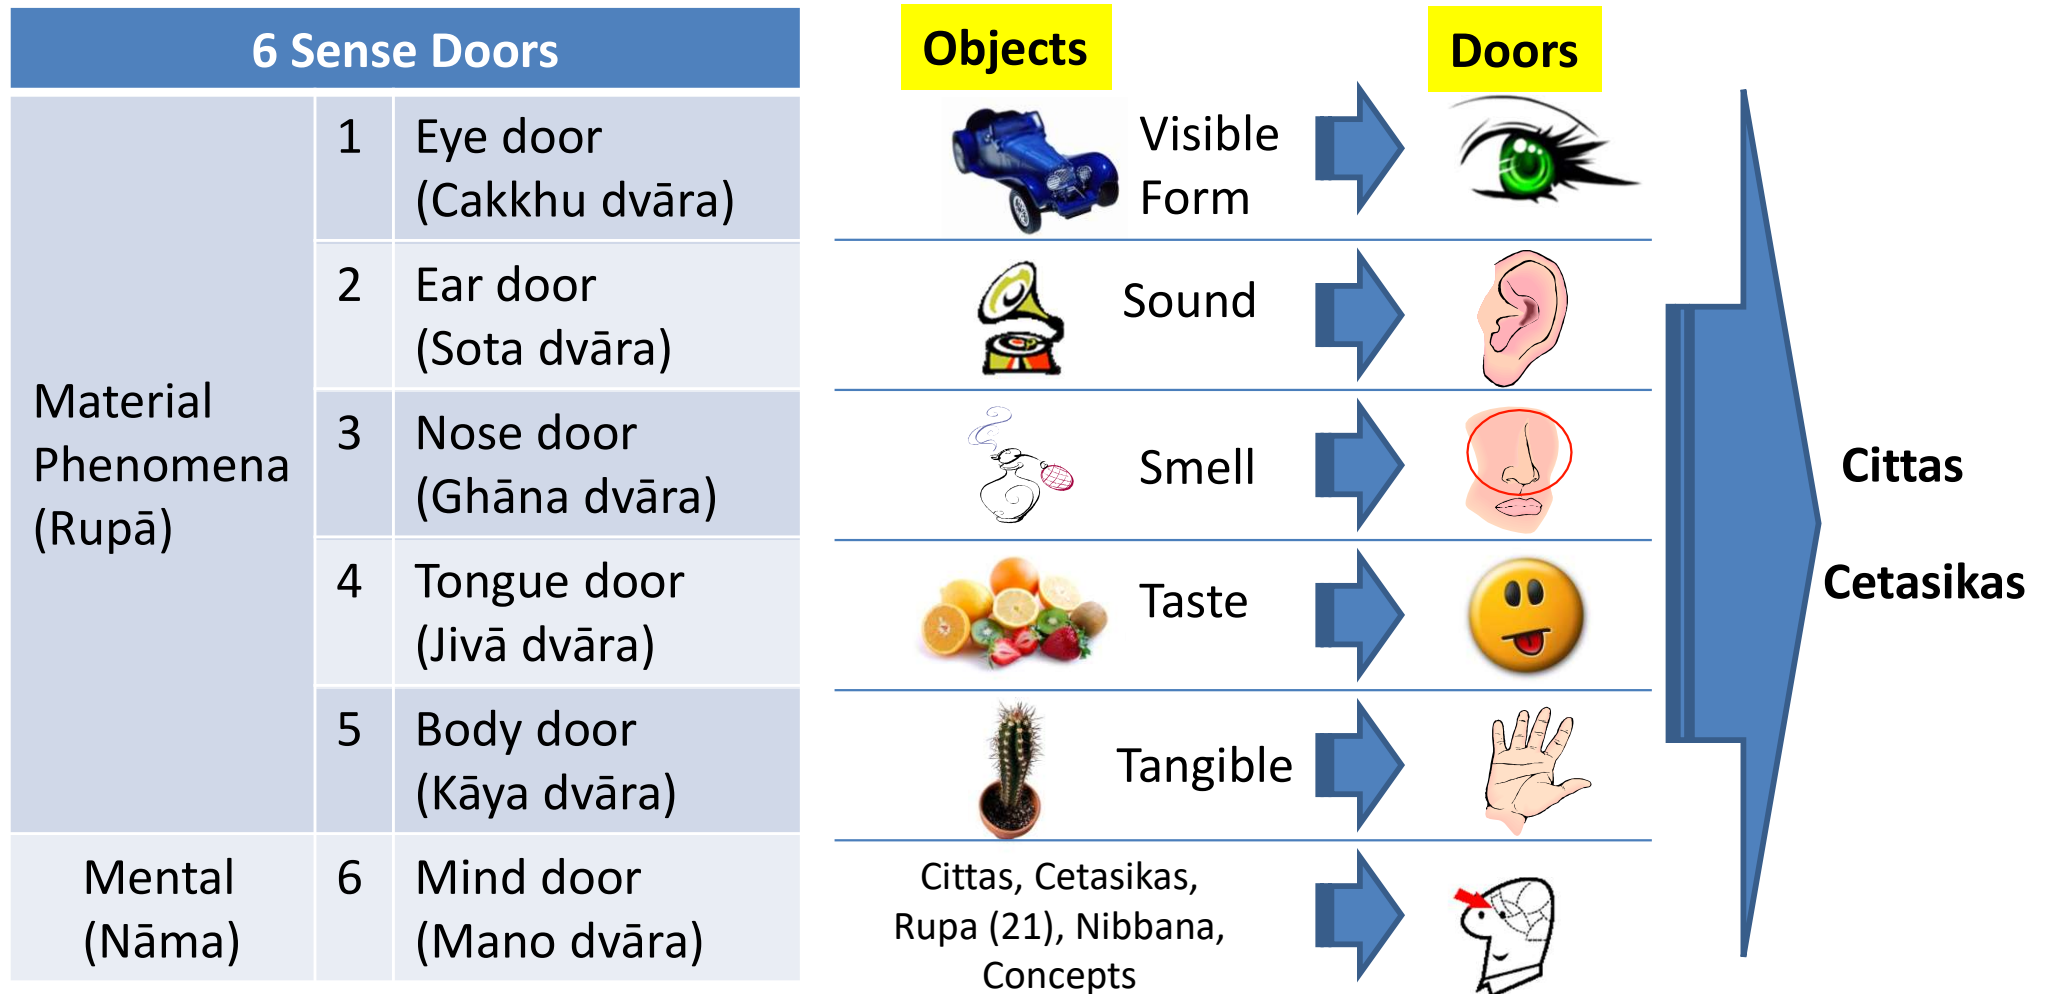 6 Sense Doors
Material
Phenomena
(Rupā)
1
Eye door
(Cakkhu dvāra)
2
Ear door
(Sota dvāra)
3
Nose door
(Ghāna dvāra)
4
Tongue door
(Jivā dvāra)
5
Body door
(Kāya dvāra)
Mental
(Nāma)
6
Mind door
(Mano dvāra)
Objects
Doors
Visible
Form
Sound
Smell
Taste
Tangible
Cittas, Cetasikas,
Rupa (21), Nibbana,
Concepts
Cittas
Cetasikas